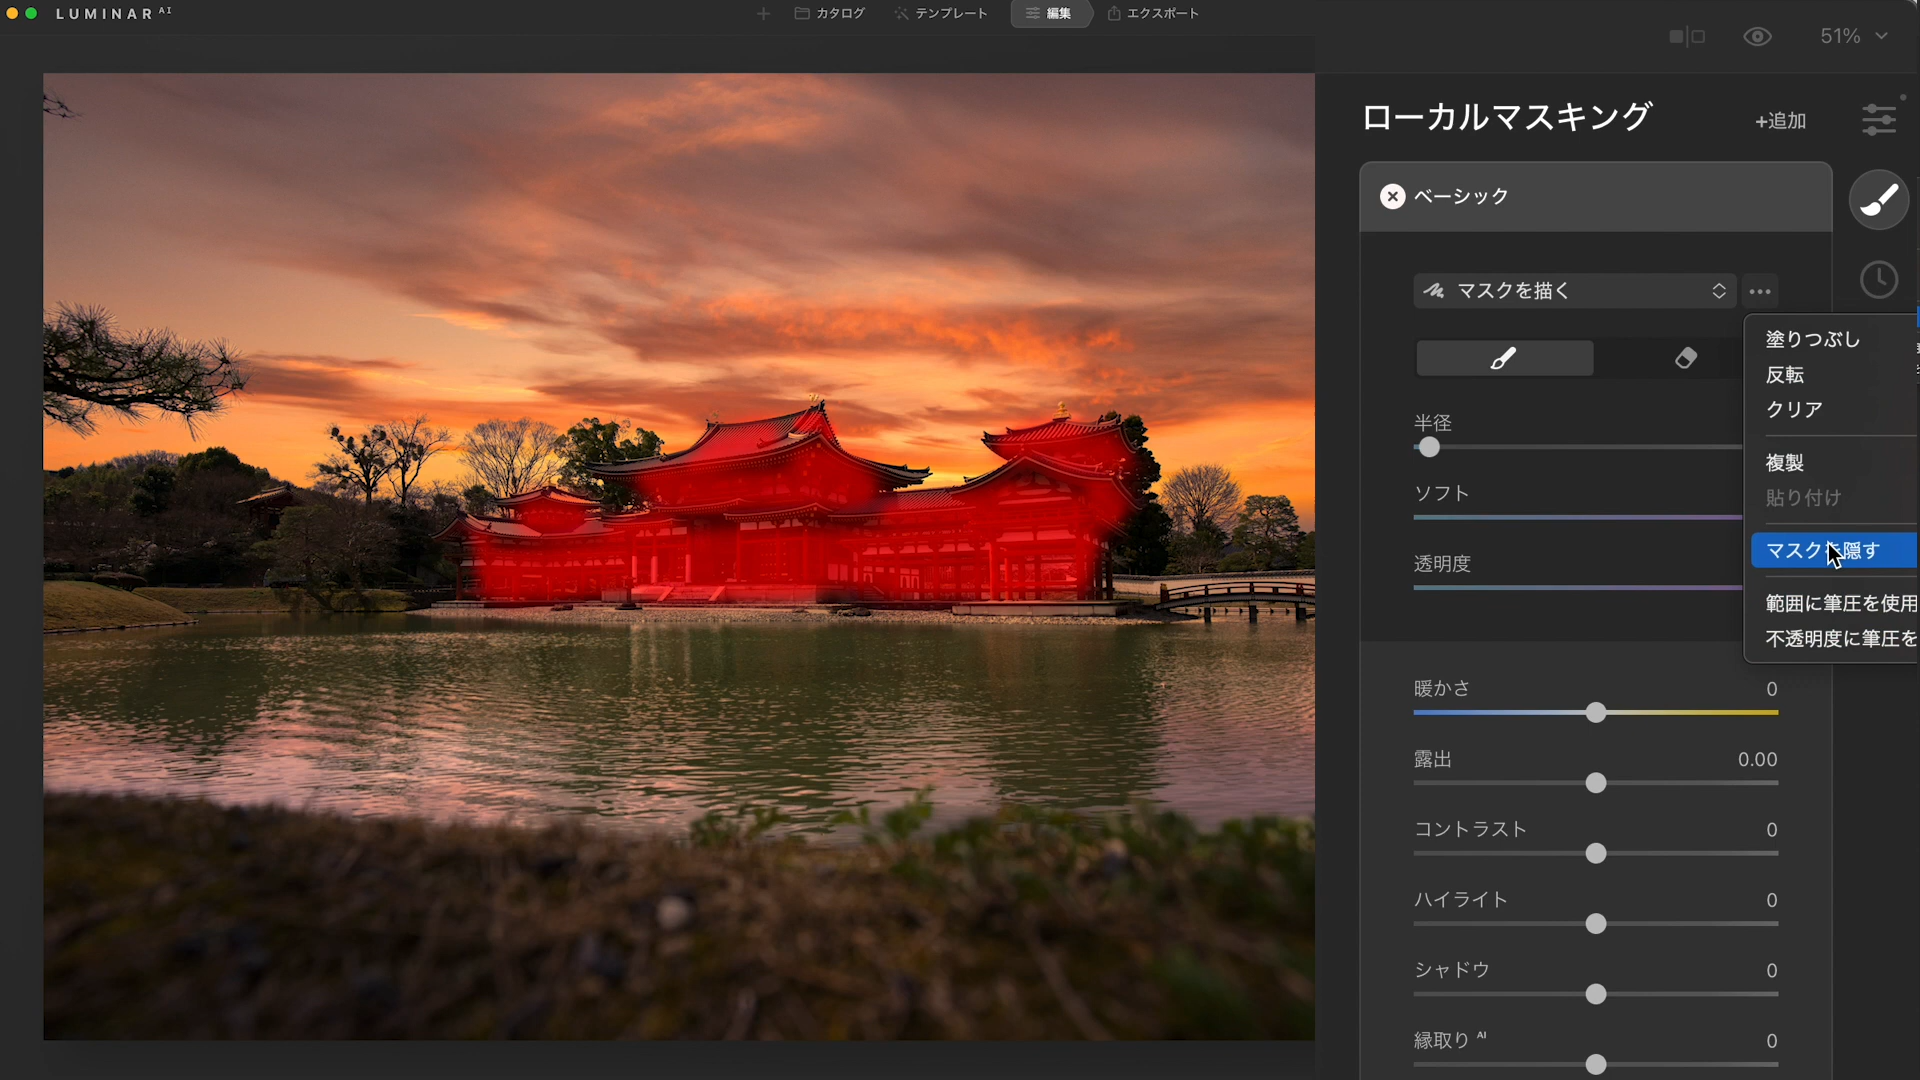 LUMINAR AI
カタログ
テンプレート
編集
エクスポート
51%
ローカルマスキング
+追加
ベーシック
マスクを描く
塗りつぶし
反転
クリア
複製
貼り付け
マスクを隠す
範囲に筆圧を使用
不透明度に筆圧を
半径
ソフト
透明度
暖かさ 0
露出 0.00
コントラスト 0
ハイライト 0
シャドウ 0
縁取り AI 0